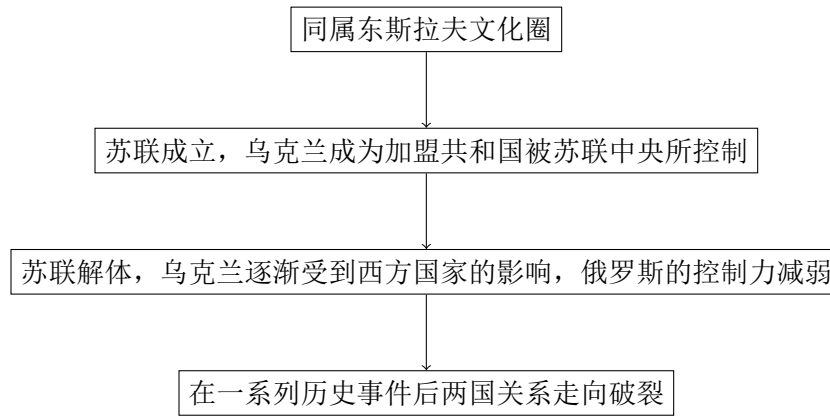 同属东斯拉夫文化圈
苏联成立，乌克兰成为加盟共和国被苏联中央所控制
苏联解体，乌克兰逐渐受到西方国家的影响，俄罗斯的控制力减弱
在一系列历史事件后两国关系走向破裂